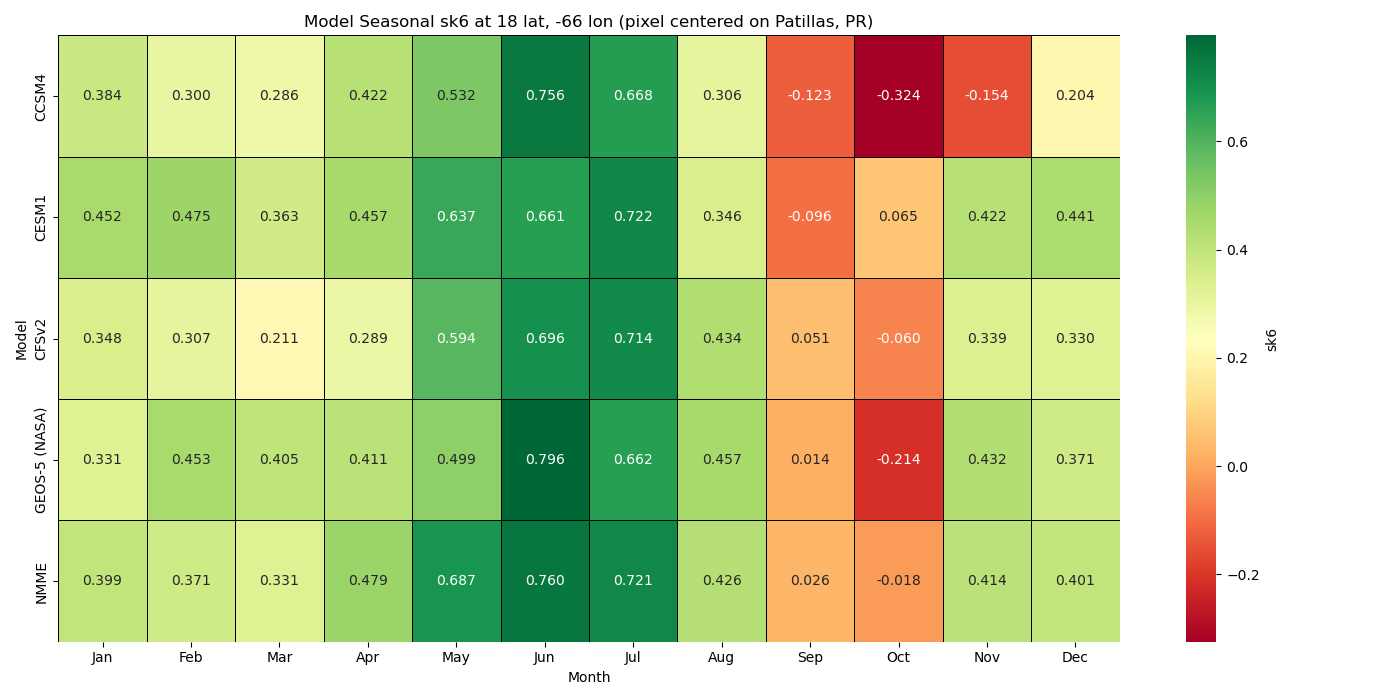 Model Seasonal sk6 at 18 lat, -66 lon (pixel centered on Patillas, PR)
Model
CCSM4 0.384 0.300 0.286 0.422 0.532 0.756 0.668 0.306 -0.123 -0.324 -0.154 0.204
CESM1 0.452 0.475 0.363 0.457 0.637 0.661 0.722 0.346 -0.096 0.065 0.422 0.441
CFSv2 0.348 0.307 0.211 0.289 0.594 0.696 0.714 0.434 0.051 -0.060 0.339 0.330
GEOS-5 (NASA) 0.331 0.453 0.405 0.411 0.499 0.796 0.662 0.457 0.014 -0.214 0.432 0.371
NMME 0.399 0.371 0.331 0.479 0.687 0.760 0.721 0.426 0.026 -0.018 0.414 0.401
Jan Feb Mar Apr May Jun Jul Aug Sep Oct Nov Dec
Month
0.6
0.4
0.2
0.0
−0.2
sk6